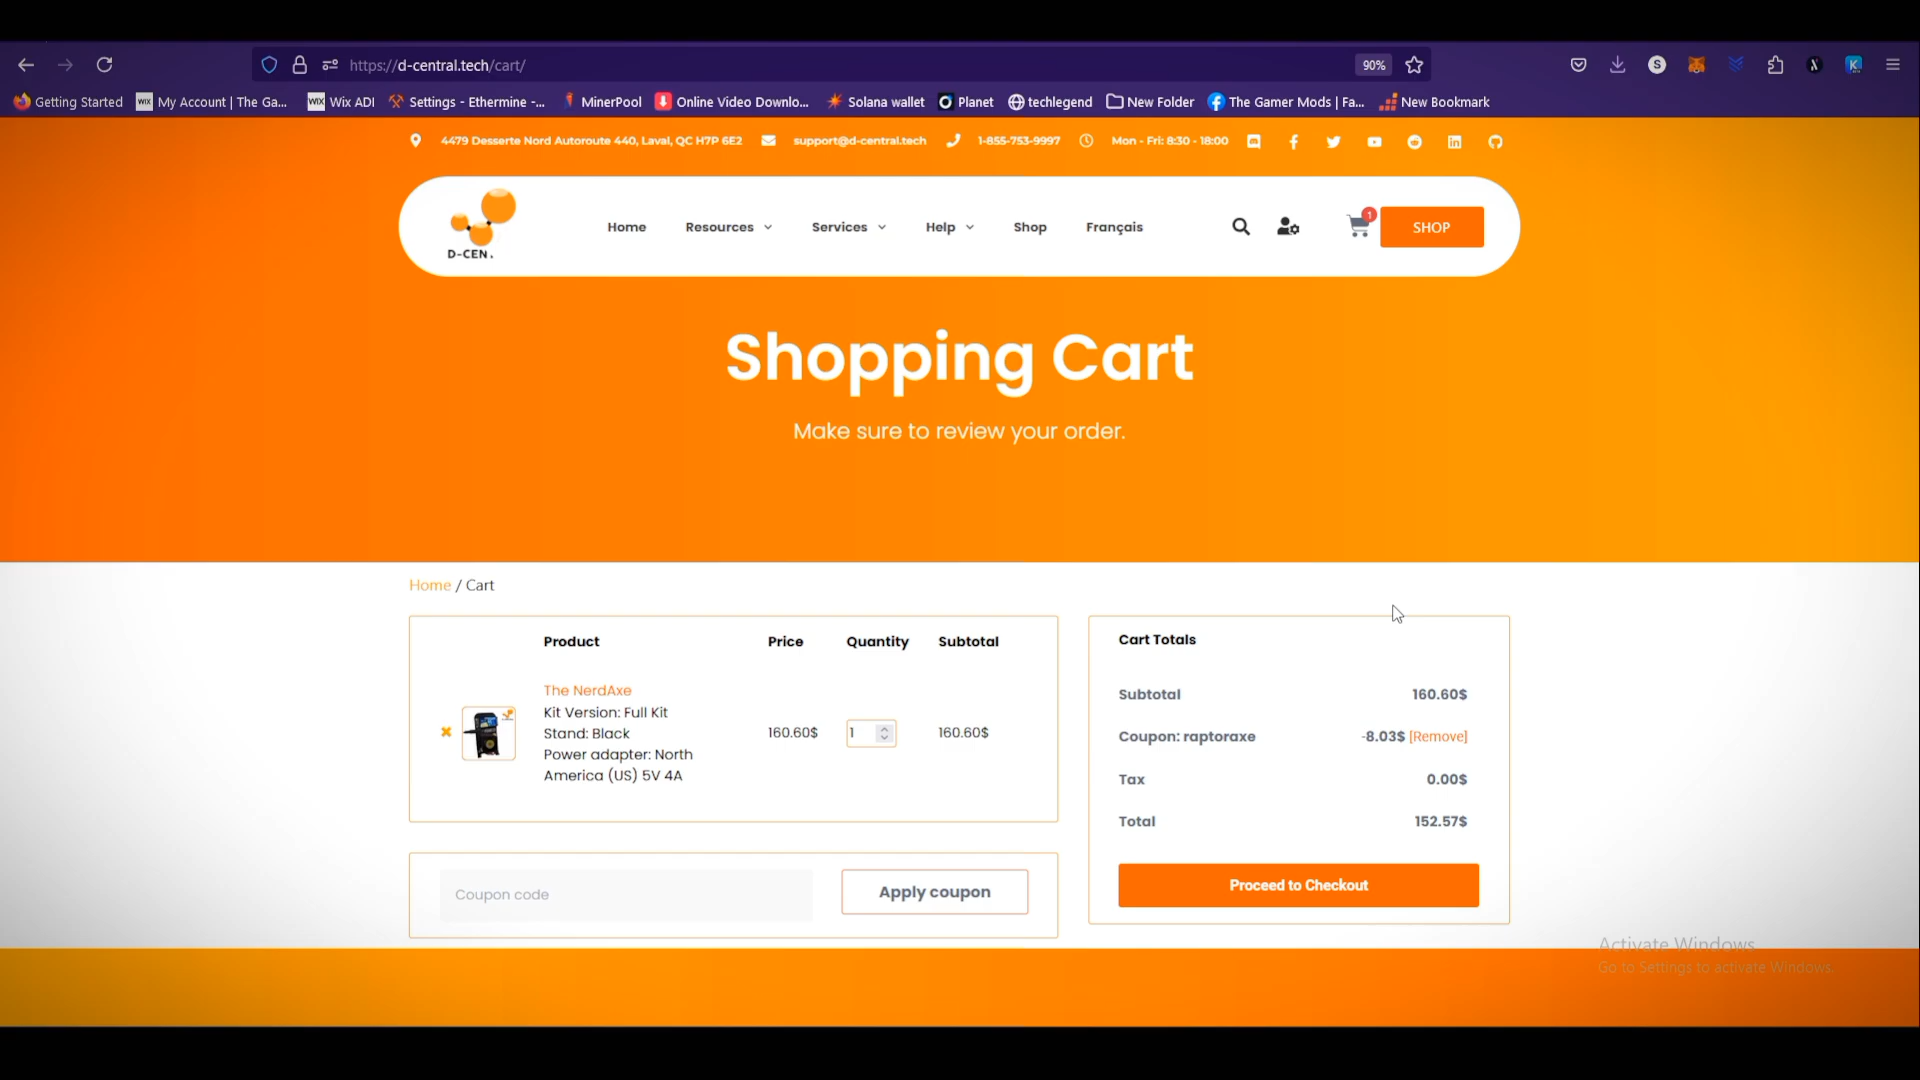 https://d-central.tech/cart/
90%
Getting Started
My Account | The Ga...
Wix ADI
Settings - Ethermine -...
MinerPool
Online Video Downlo...
Solana wallet
Planet
techlegend
New Folder
The Gamer Mods | Fa...
New Bookmark
4479 Desserte Nord Autoroute 440, Laval, QC H7P 6E2
support@d-central.tech
1-855-753-9997
Mon - Fri: 8:30 - 18:00
D-CEN.
Home
Resources
Services
Help
Shop
Français
1
SHOP
Shopping Cart
Make sure to review your order.
Home / Cart
Product Price Quantity Subtotal
The NerdAxe
Kit Version: Full Kit
Stand: Black
Power adapter: North
America (US) 5V 4A
160.60$
1
160.60$
Coupon code
Apply coupon
Cart Totals
Subtotal 160.60$
Coupon: raptoraxe -8.03$ [Remove]
Tax 0.00$
Total 152.57$
Proceed to Checkout
Activate Windows
Go to Settings to activate Windows.